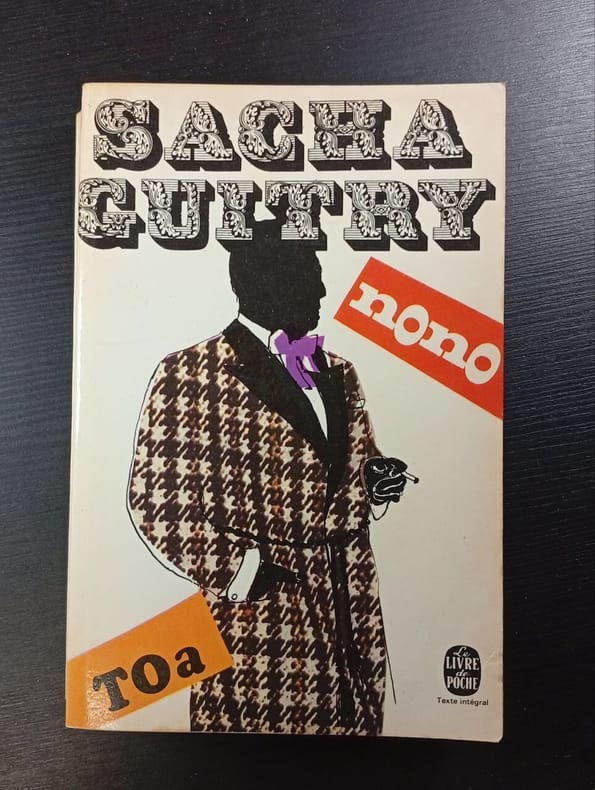 SACHA
GUITRY
nono
TOa
Le
LIVRE
de
POCHE
Texte intégral